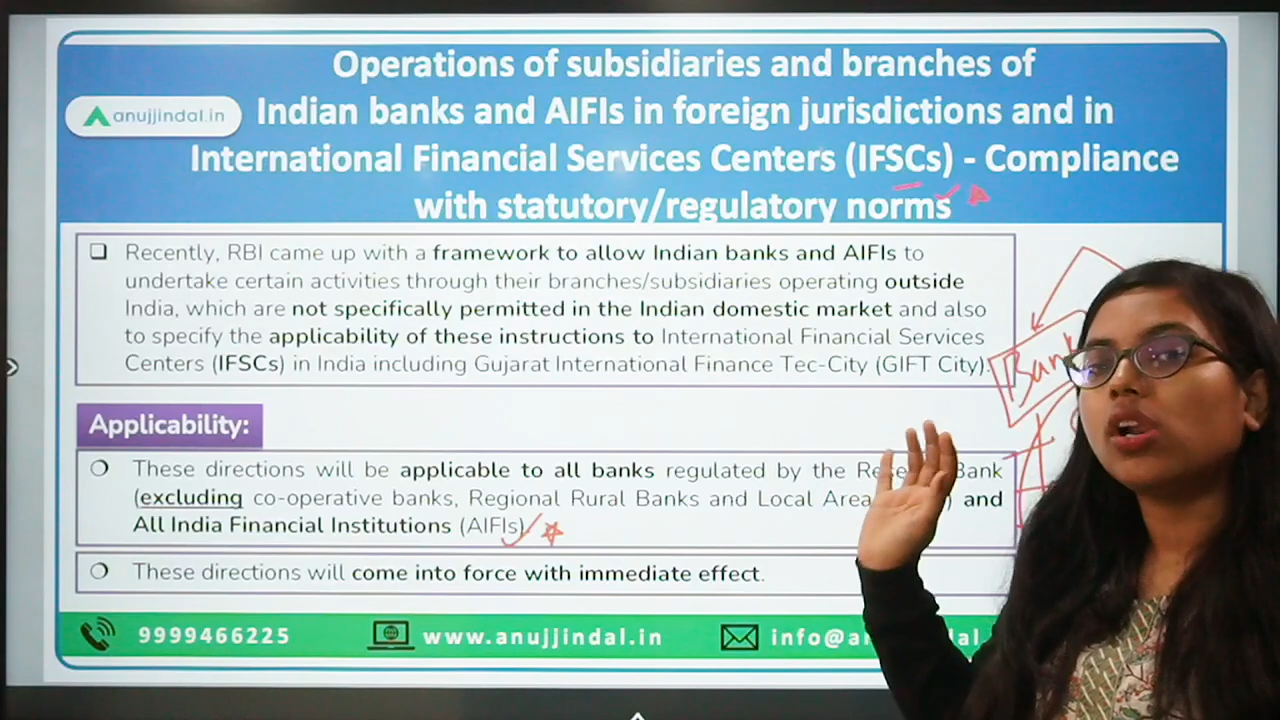 Operations of subsidiaries and branches of
anujjindal.in
Indian banks and AIFIs in foreign jurisdictions and in
International Financial Services Centers (IFSCs) - Compliance
with statutory/regulatory norms
Recently, RBI came up with a framework to allow Indian banks and AIFIs to
undertake certain activities through their branches/subsidiaries operating outside
India, which are not specifically permitted in the Indian domestic market and also
to specify the applicability of these instructions to International Financial Services
Centers (IFSCs) in India including Gujarat International Finance Tec-City (GIFT City).
Bank
Applicability:
These directions will be applicable to all banks regulated by the Bank
(excluding co-operative banks, Regional Rural Banks and Local Area and
All India Financial Institutions (AIFIs).
These directions will come into force with immediate effect.
9999466225
www.anujjindal.in